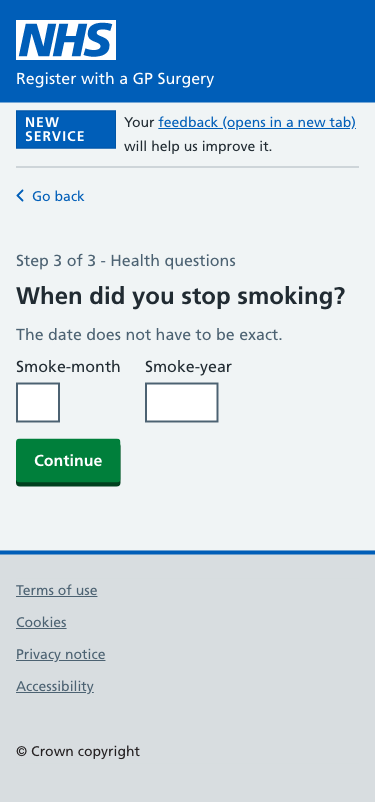 NHS
Register with a GP Surgery
NEW
SERVICE
Your feedback (opens in a new tab)
will help us improve it.
Go back
Step 3 of 3 - Health questions
When did you stop smoking?
The date does not have to be exact.
Smoke-month Smoke-year
Continue
Terms of use
Cookies
Privacy notice
Accessibility
© Crown copyright